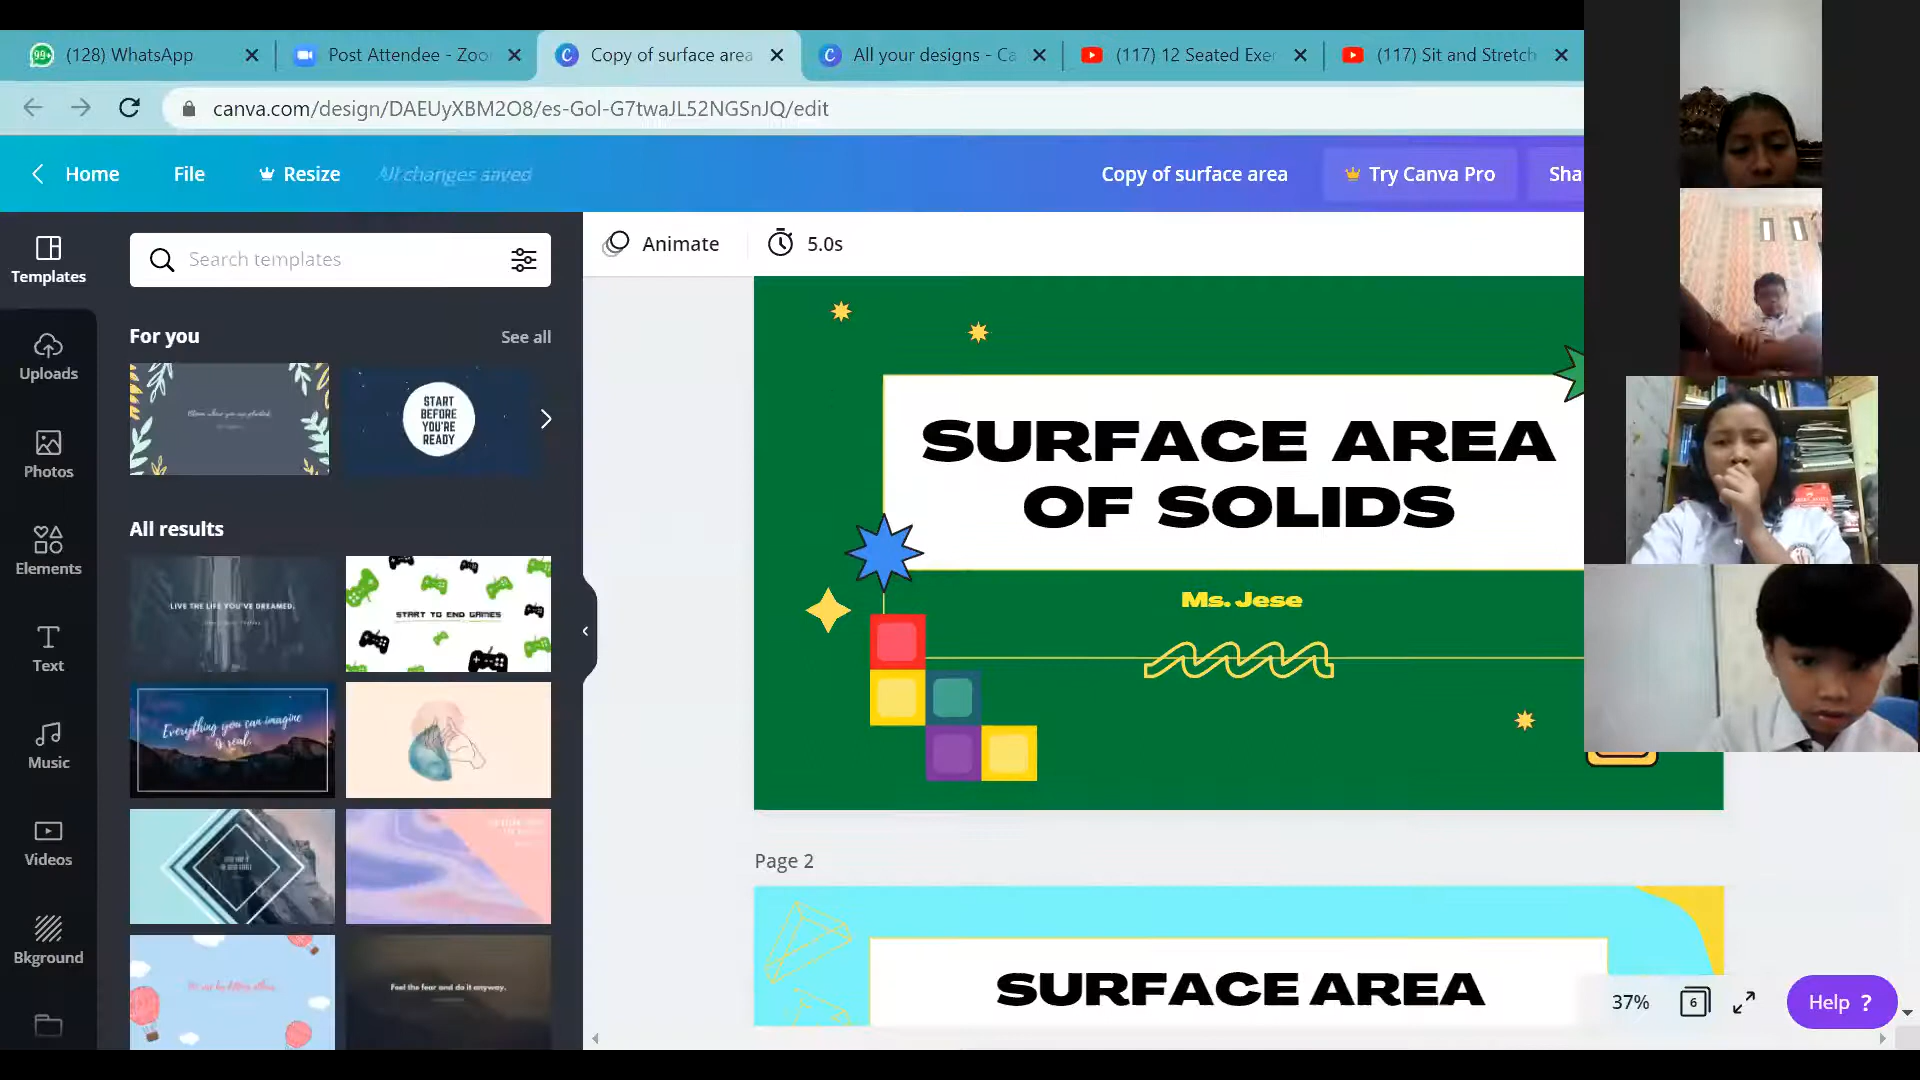 99+
(128) WhatsApp
Post Attendee - Zoo
Copy of surface area
All your designs - Ca
(117) 12 Seated Exer
(117) Sit and Stretch
canva.com/design/DAEUyXBM2O8/es-Gol-G7twaJL52NGSnJQ/edit
Home
File
Resize
All changes saved
Copy of surface area
Try Canva Pro
Sha
Templates
Search templates
Animate
5.0s
For you
See all
Uploads
START
BEFORE
YOU'RE
READY
Photos
All results
Elements
LIVE THE LIFE YOU'VE DREAMED.
START TO END GAMES
Text
Everything you can imagine
is real.
Music
Videos
Bkground
Feel the fear and do it anyway.
SURFACE AREA
OF SOLIDS
Ms. Jese
Page 2
SURFACE AREA
37%
6
Help ?